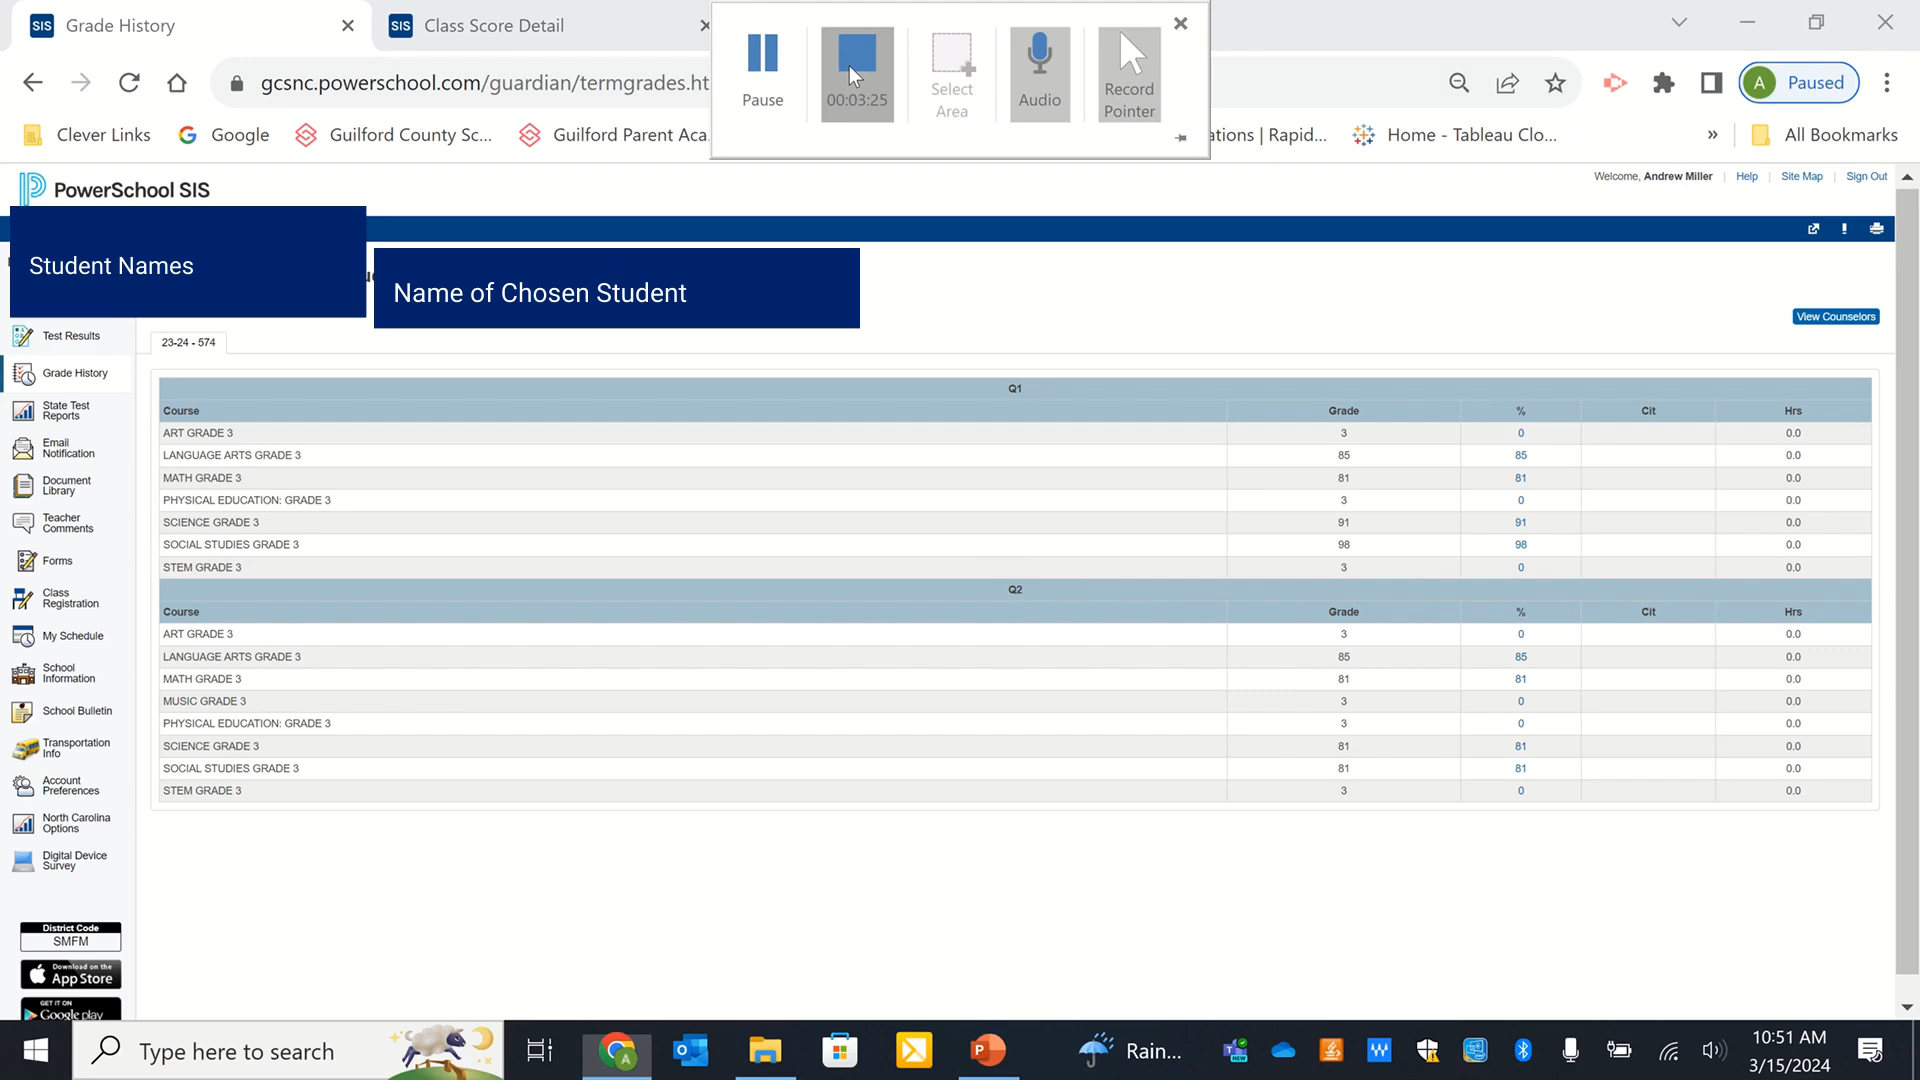 SIS Grade History
SIS Class Score Detail
gcsnc.powerschool.com/guardian/termgrades.ht
Pause
00:03:25
Select
Area
Audio
Record
Pointer
A Paused
Clever Links
Google
Guildford County Sc...
Guilford Parent Aca
ations | Rapid...
Home - Tableau Clo...
»
All Bookmarks
PowerSchool SIS
Welcome, Andrew Miller | Help | Site Map | Sign Out
Student Names
Name of Chosen Student
View Counselors
23-24 - 574
Test Results
Grade History
State Test
Reports
Email
Notification
Document
Library
Teacher
Comments
Forms
Class
Registration
My Schedule
School
Information
School Bulletin
Transportation
Info
Account
Preferences
North Carolina
Options
Digital Device
Survey
District Code
SMFM
Download on the
App Store
GET IT ON
Google play
Q1
Course Grade % Cit Hrs
ART GRADE 3 3 0 0.0
LANGUAGE ARTS GRADE 3 85 85 0.0
MATH GRADE 3 81 81 0.0
PHYSICAL EDUCATION: GRADE 3 3 0 0.0
SCIENCE GRADE 3 91 91 0.0
SOCIAL STUDIES GRADE 3 98 98 0.0
STEM GRADE 3 3 0 0.0
Q2
Course Grade % Cit Hrs
ART GRADE 3 3 0 0.0
LANGUAGE ARTS GRADE 3 85 85 0.0
MATH GRADE 3 81 81 0.0
MUSIC GRADE 3 3 0 0.0
PHYSICAL EDUCATION: GRADE 3 3 0 0.0
SCIENCE GRADE 3 81 81 0.0
SOCIAL STUDIES GRADE 3 81 81 0.0
STEM GRADE 3 3 0 0.0
Type here to search
Rain...
10:51 AM
3/15/2024